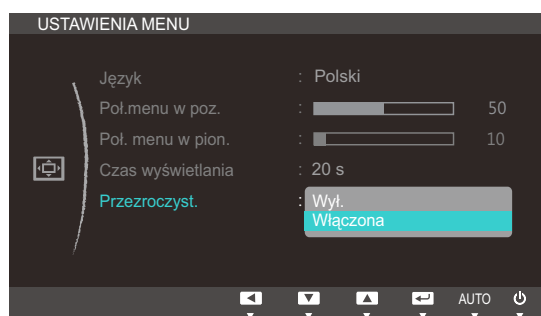 USTAWIENIA MENU
Język : Polski
Poł.menu w poz. : 50
Poł. menu w pion. : 10
Czas wyświetlania : 20 s
Przezroczyst. : Wył.
Włączona
AUTO